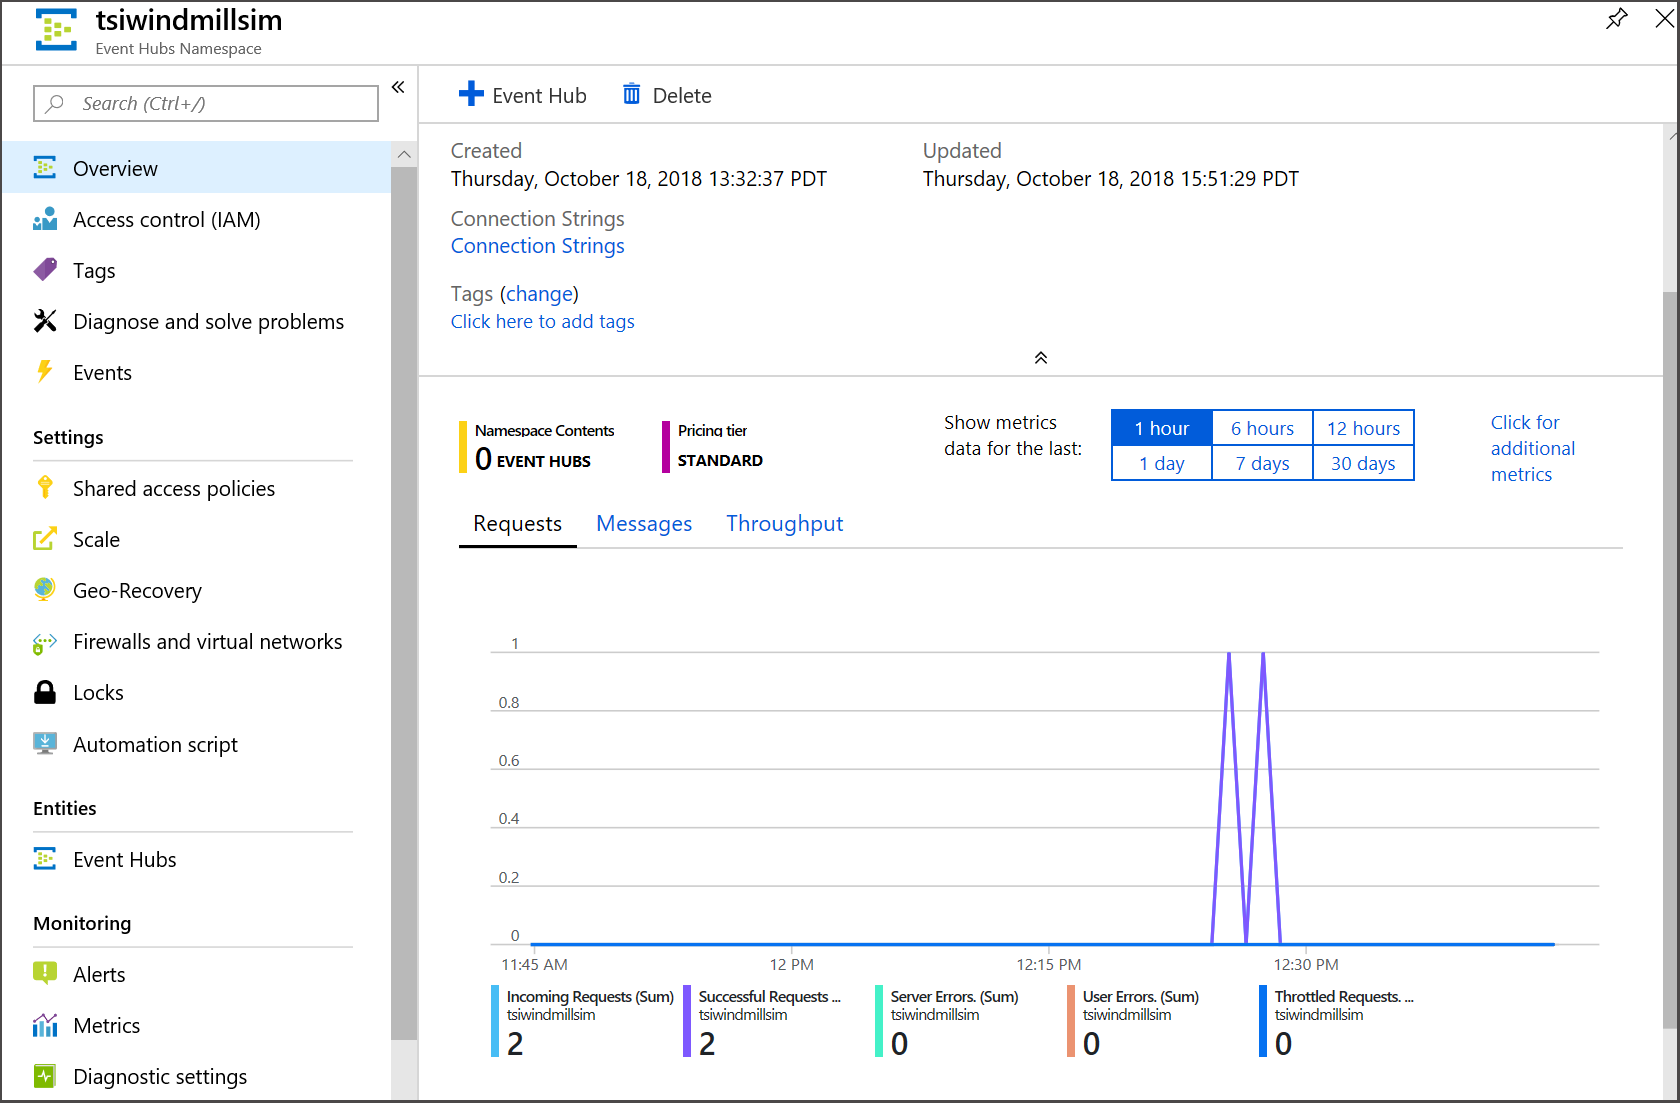 tsiwindmillsim
Event Hubs Namespace
Search (Ctrl+/)
Overview
Access control (IAM)
Tags
Diagnose and solve problems
Events
Settings
Shared access policies
Scale
Geo-Recovery
Firewalls and virtual networks
Locks
Automation script
Entities
Event Hubs
Monitoring
Alerts
Metrics
Diagnostic settings
Event Hub
Delete
Created
Thursday, October 18, 2018 13:32:37 PDT
Updated
Thursday, October 18, 2018 15:51:29 PDT
Connection Strings
Connection Strings
Tags (change)
Click here to add tags
Namespace Contents
0 EVENT HUBS
Pricing tier
STANDARD
Show metrics
data for the last:
1 hour
6 hours
12 hours
1 day
7 days
30 days
Click for
additional
metrics
Requests
Messages
Throughput
1
0.8
0.6
0.4
0.2
0
11:45 AM
12 PM
12:15 PM
12:30 PM
Incoming Requests (Sum)
tsiwindmillsim
2
Successful Requests ...
tsiwindmillsim
2
Server Errors. (Sum)
tsiwindmillsim
0
User Errors. (Sum)
tsiwindmillsim
0
Throttled Requests. ...
tsiwindmillsim
0